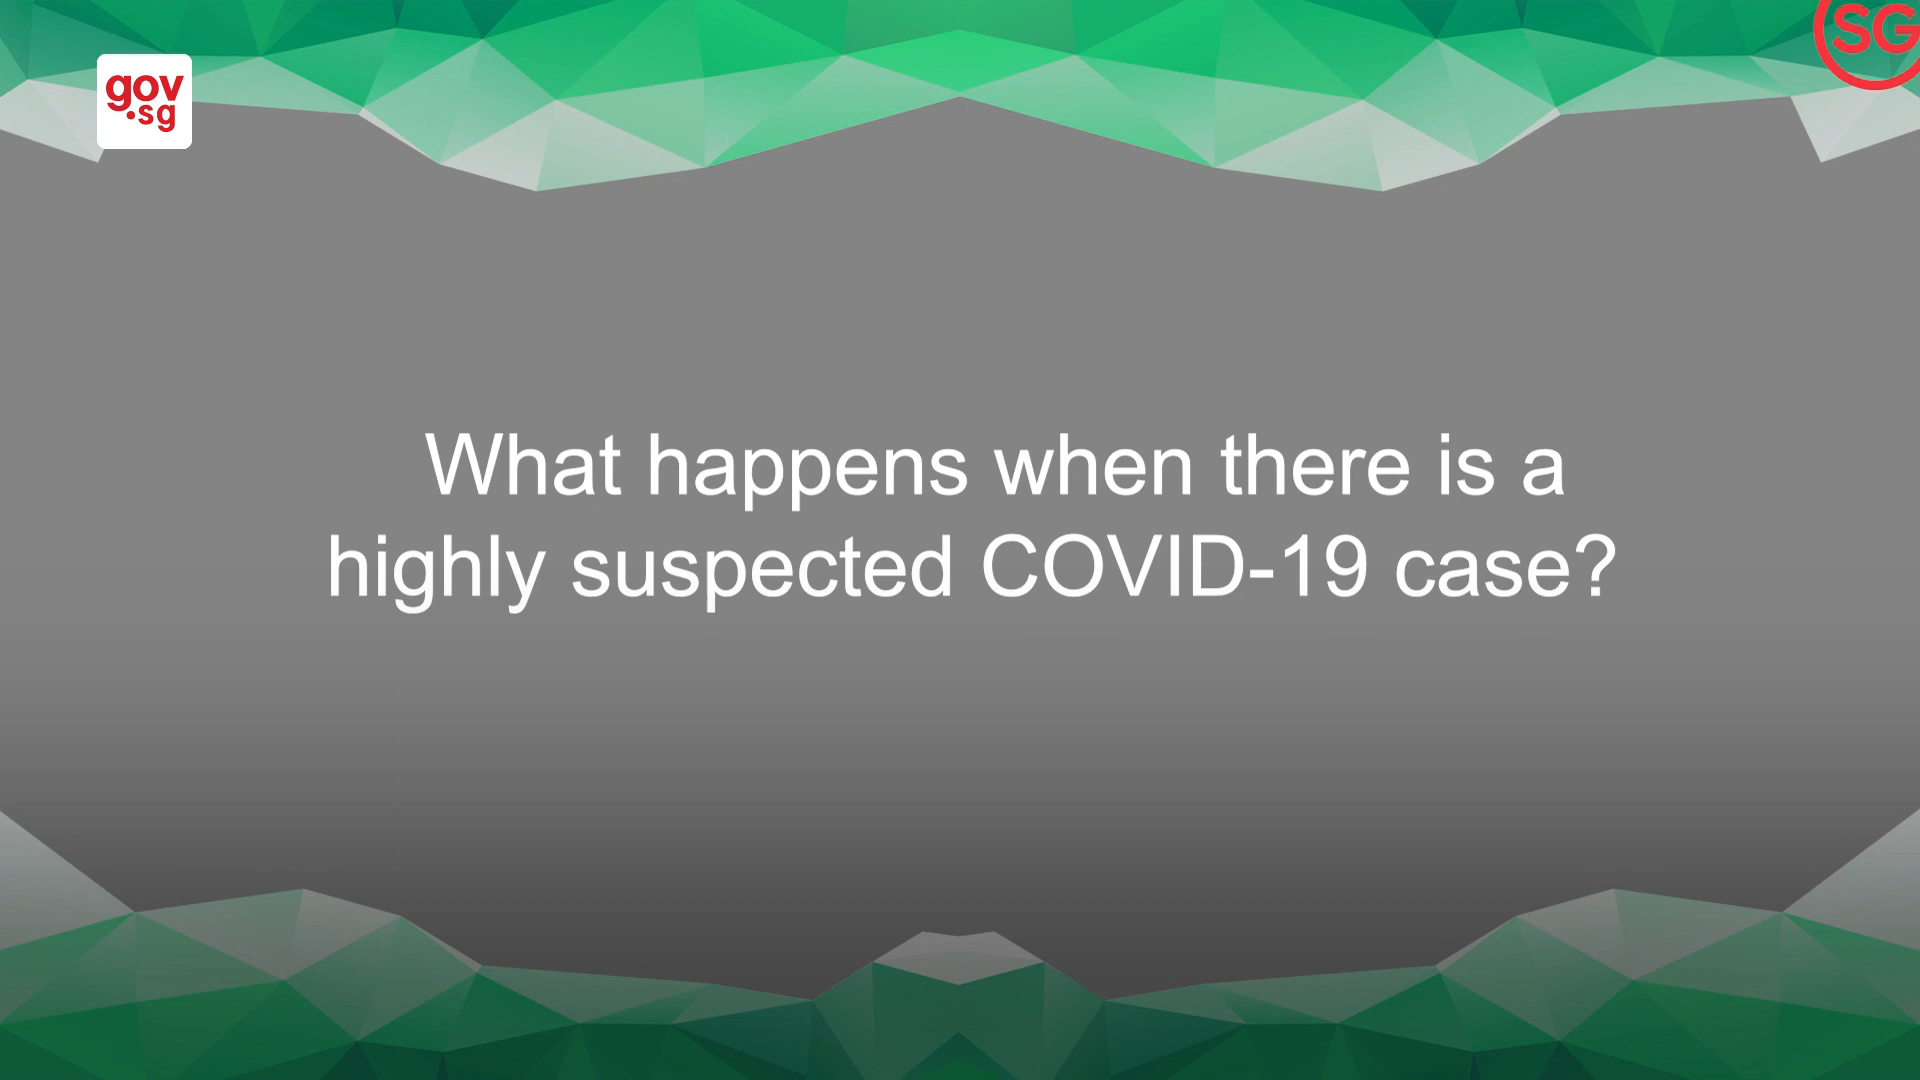 gov
.sg
SG
What happens when there is a
highly suspected COVID-19 case?